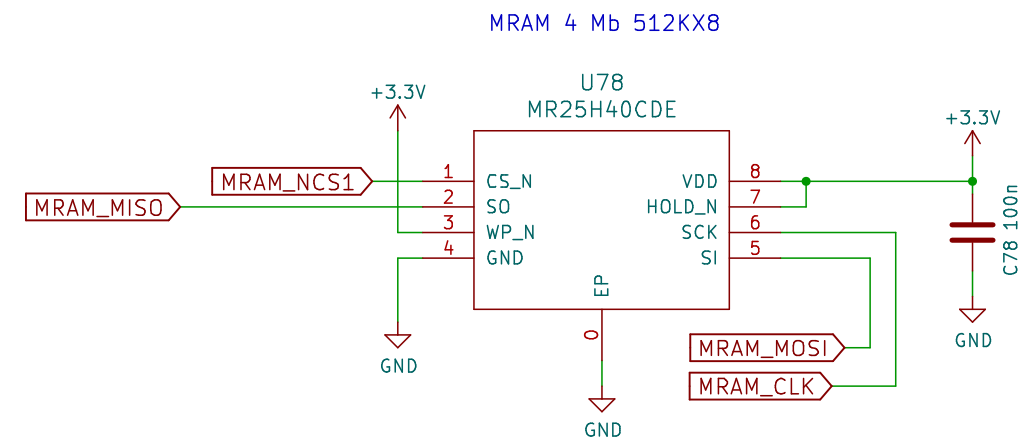 MRAM 4 Mb 512KX8
U78
MR25H40CDE
+3.3V
+3.3V
MRAM_NCS1
1
CS_N
VDD
8
MRAM_MISO
2
SO
HOLD_N
7
3
WP_N
SCK
6
4
GND
SI
5
C78 100n
EP
0
MRAM_MOSI
GND
GND
MRAM_CLK
GND